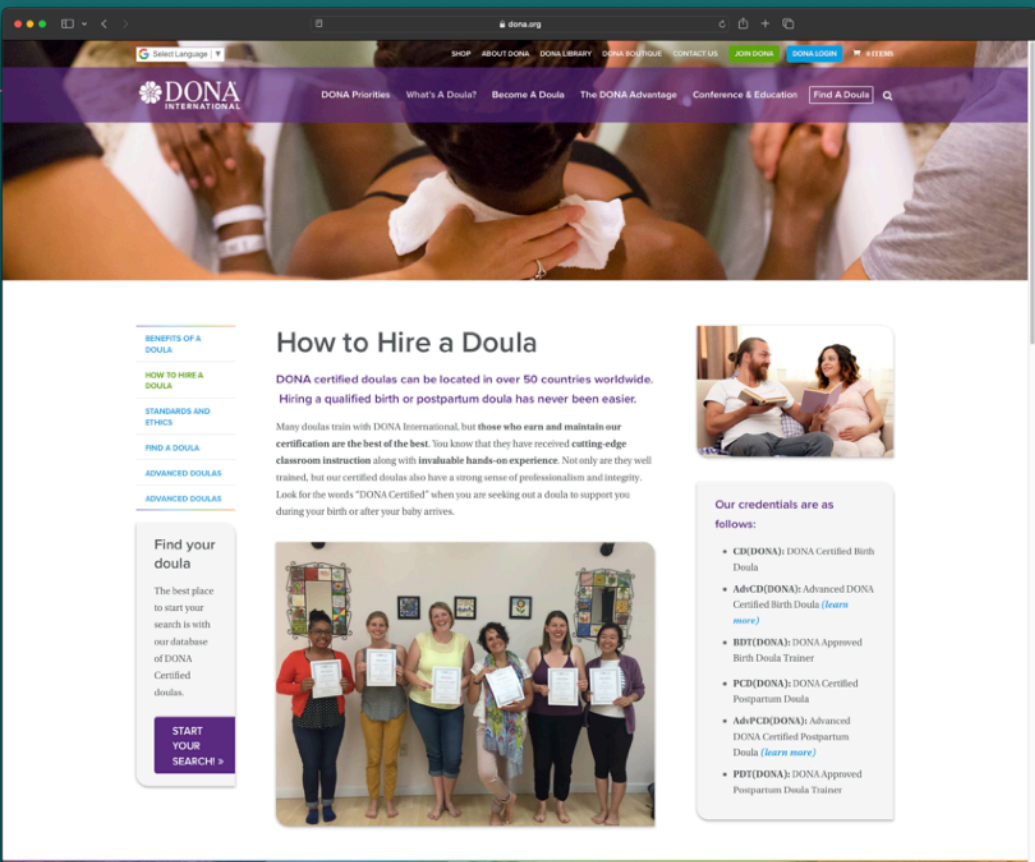 dona.org
Select Language ▼
SHOP ABOUT DONA DONA LIBRARY DONA BOUTIQUE CONTACT US JOIN DONA DONA LOGIN 0 ITEMS
DONA
INTERNATIONAL
DONA Priorities What's A Doula? Become A Doula The DONA Advantage Conference & Education Find A Doula
BENEFITS OF A
DOULA
HOW TO HIRE A
DOULA
STANDARDS AND
ETHICS
FIND A DOULA
ADVANCED DOULAS
ADVANCED DOULAS
Find your
doula
The best place
to start your
search is with
our database
of DONA
Certified
doulas.
START
YOUR
SEARCH! »
How to Hire a Doula
DONA certified doulas can be located in over 50 countries worldwide.
Hiring a qualified birth or postpartum doula has never been easier.
Many doulas train with DONA International, but those who earn and maintain our
certification are the best of the best. You know that they have received cutting-edge
classroom instruction along with invaluable hands-on experience. Not only are they well
trained, but our certified doulas also have a strong sense of professionalism and integrity.
Look for the words "DONA Certified" when you are seeking out a doula to support you
during your birth or after your baby arrives.
Our credentials are as
follows:
• CD(DONA): DONA Certified Birth
Doula
• AdvCD(DONA): Advanced DONA
Certified Birth Doula (learn
more)
• BDT(DONA): DONA Approved
Birth Doula Trainer
• PCD(DONA): DONA Certified
Postpartum Doula
• AdvPCD(DONA): Advanced
DONA Certified Postpartum
Doula (learn more)
• PDT(DONA): DONA Approved
Postpartum Doula Trainer